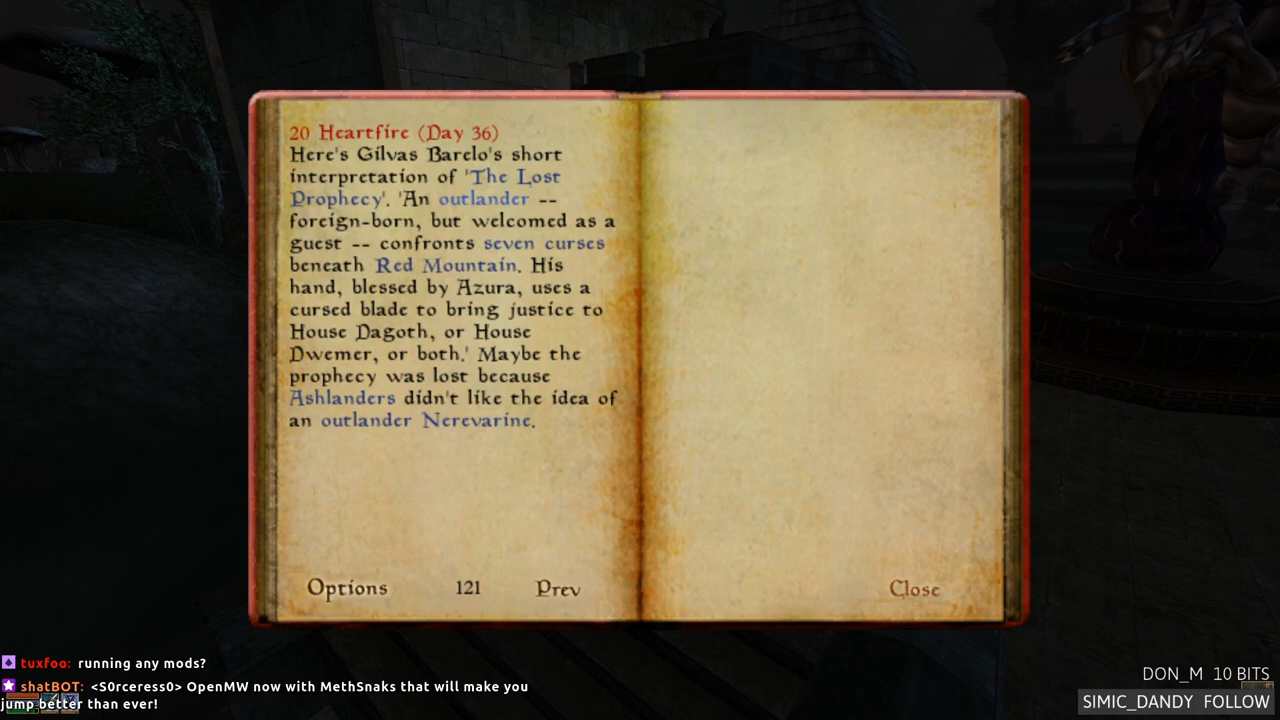 20 Heartfire (Day 36)
Here's Gilvas Barelo's short
interpretation of 'The Lost
Prophecy'. 'An outlander --
foreign-born, but welcomed as a
guest -- confronts seven curses
beneath Red Mountain. His
hand, blessed by Azura, uses a
cursed blade to bring justice to
House Dagoth, or House
Dwemer, or both.' Maybe the
prophecy was lost because
Ashlanders didn't like the idea of
an outlander Nerevarine.
Options 121 Prev Close
tuxfoo: running any mods?
shatBOT: <S0rceress0> OpenMW now with MethSnaks that will make you
jump better than ever!
DON_M 10 BITS
SIMIC_DANDY FOLLOW